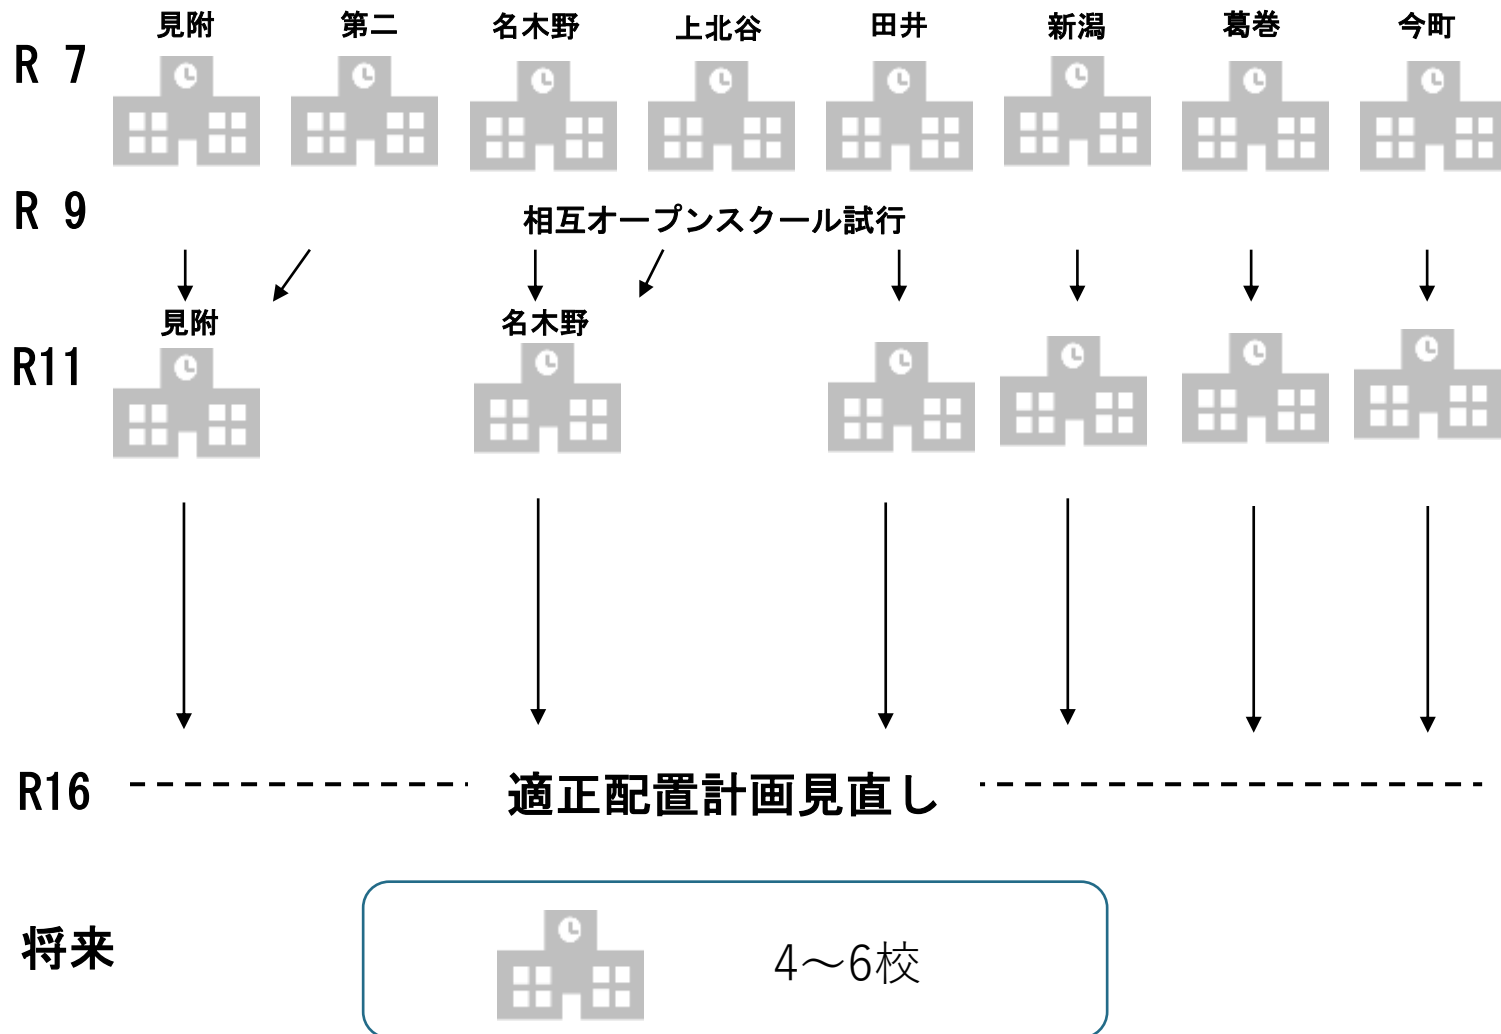 見附 第二 名木野 上北谷 田井 新潟 葛巻 今町
R 7
R 9
相互オープンスクール試行
見附 名木野
R11
R16 適正配置計画見直し
将来 4～6校